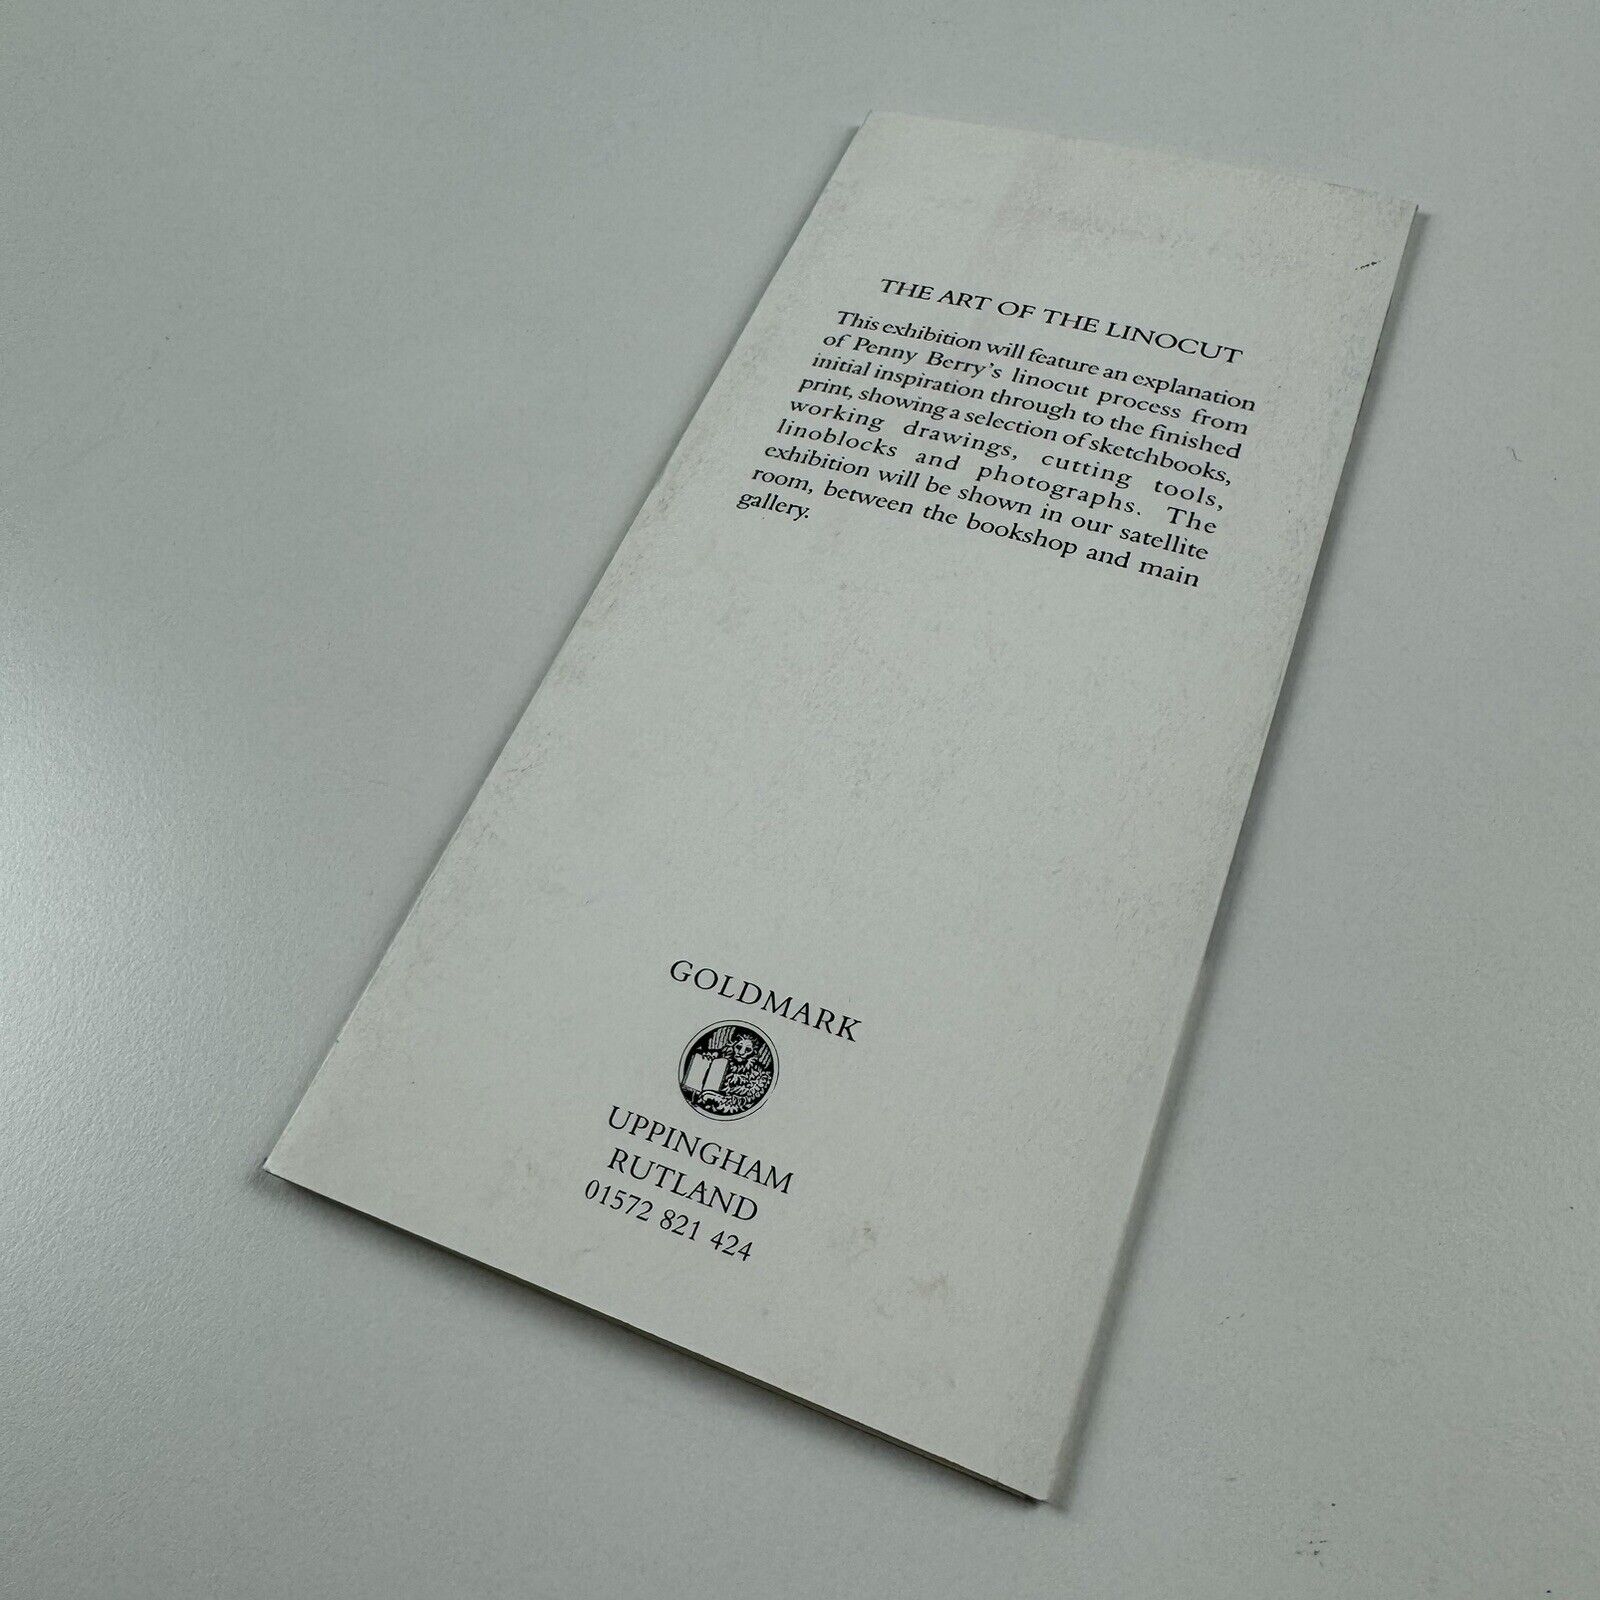 THE ART OF THE LINOCUT
This exhibition will feature an explanation
of Penny Berry's linocut process from
initial inspiration through to the finished
print, showing a selection of sketchbooks,
working drawings, cutting tools,
linoblocks and photographs. The
exhibition will be shown in our satellite
room, between the bookshop and main
gallery.
GOLDMARK
UPPINGHAM
RUTLAND
01572 821 424